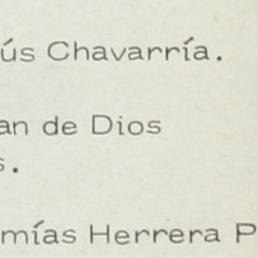 ús Chavarría.
an de Dios
s.
mías Herrera P